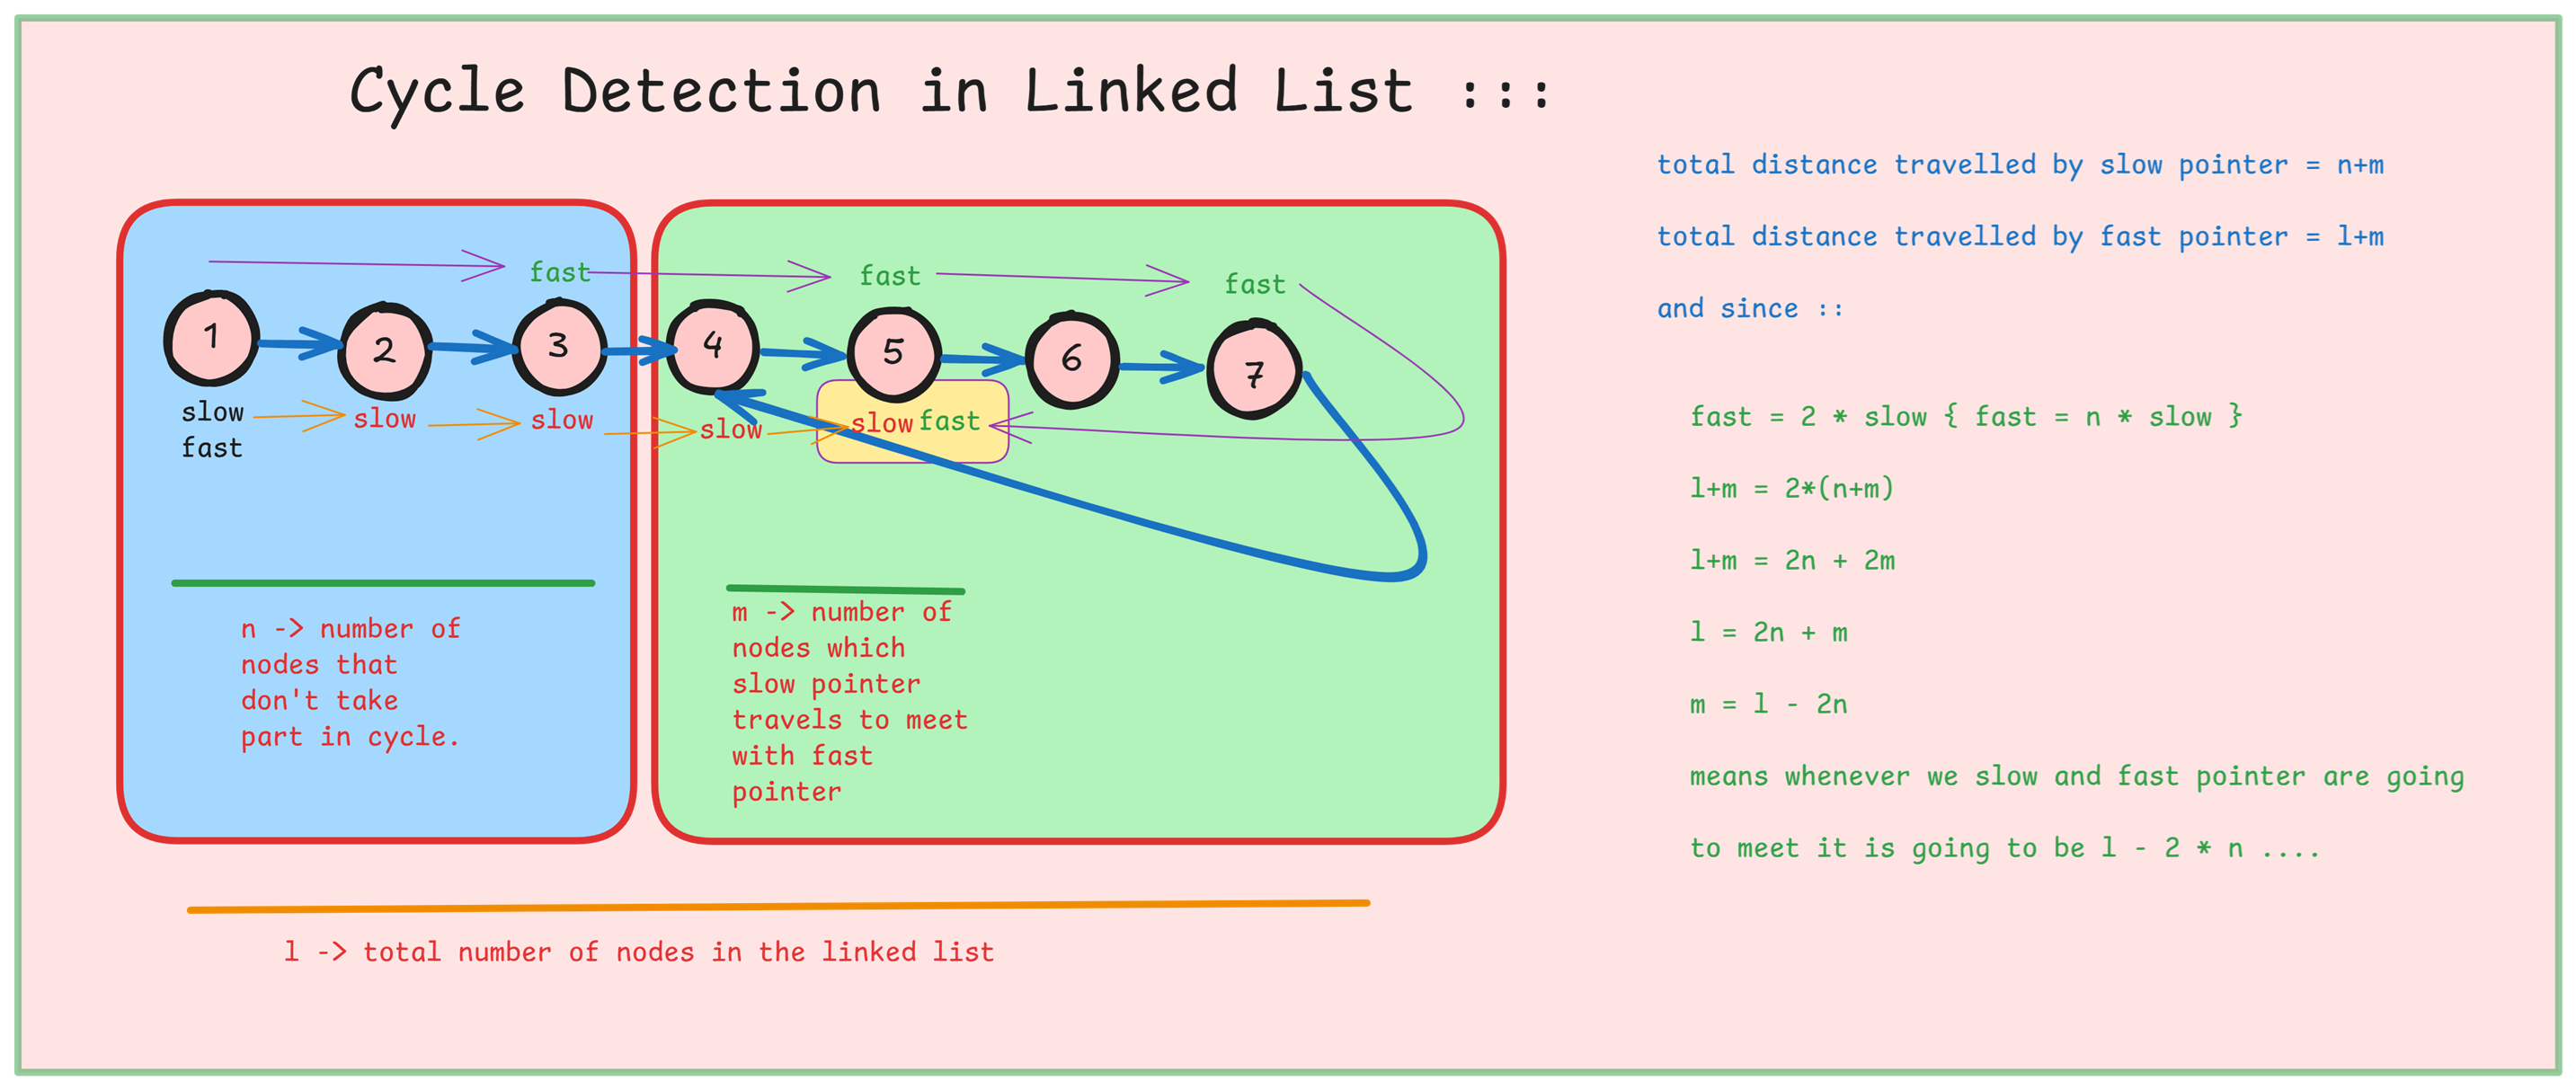 Cycle Detection in Linked List :::
fast
fast
fast
1
2
3
4
5
6
7
slow
fast
slow
slow
slow
slow
fast
n -> number of
nodes that
don't take
part in cycle.
m -> number of
nodes which
slow pointer
travels to meet
with fast
pointer
l -> total number of nodes in the linked list
total distance travelled by slow pointer = n+m
total distance travelled by fast pointer = l+m
and since ::
fast = 2 * slow { fast = n * slow }
l+m = 2*(n+m)
l+m = 2n + 2m
l = 2n + m
m = l - 2n
means whenever we slow and fast pointer are going
to meet it is going to be l - 2 * n ....